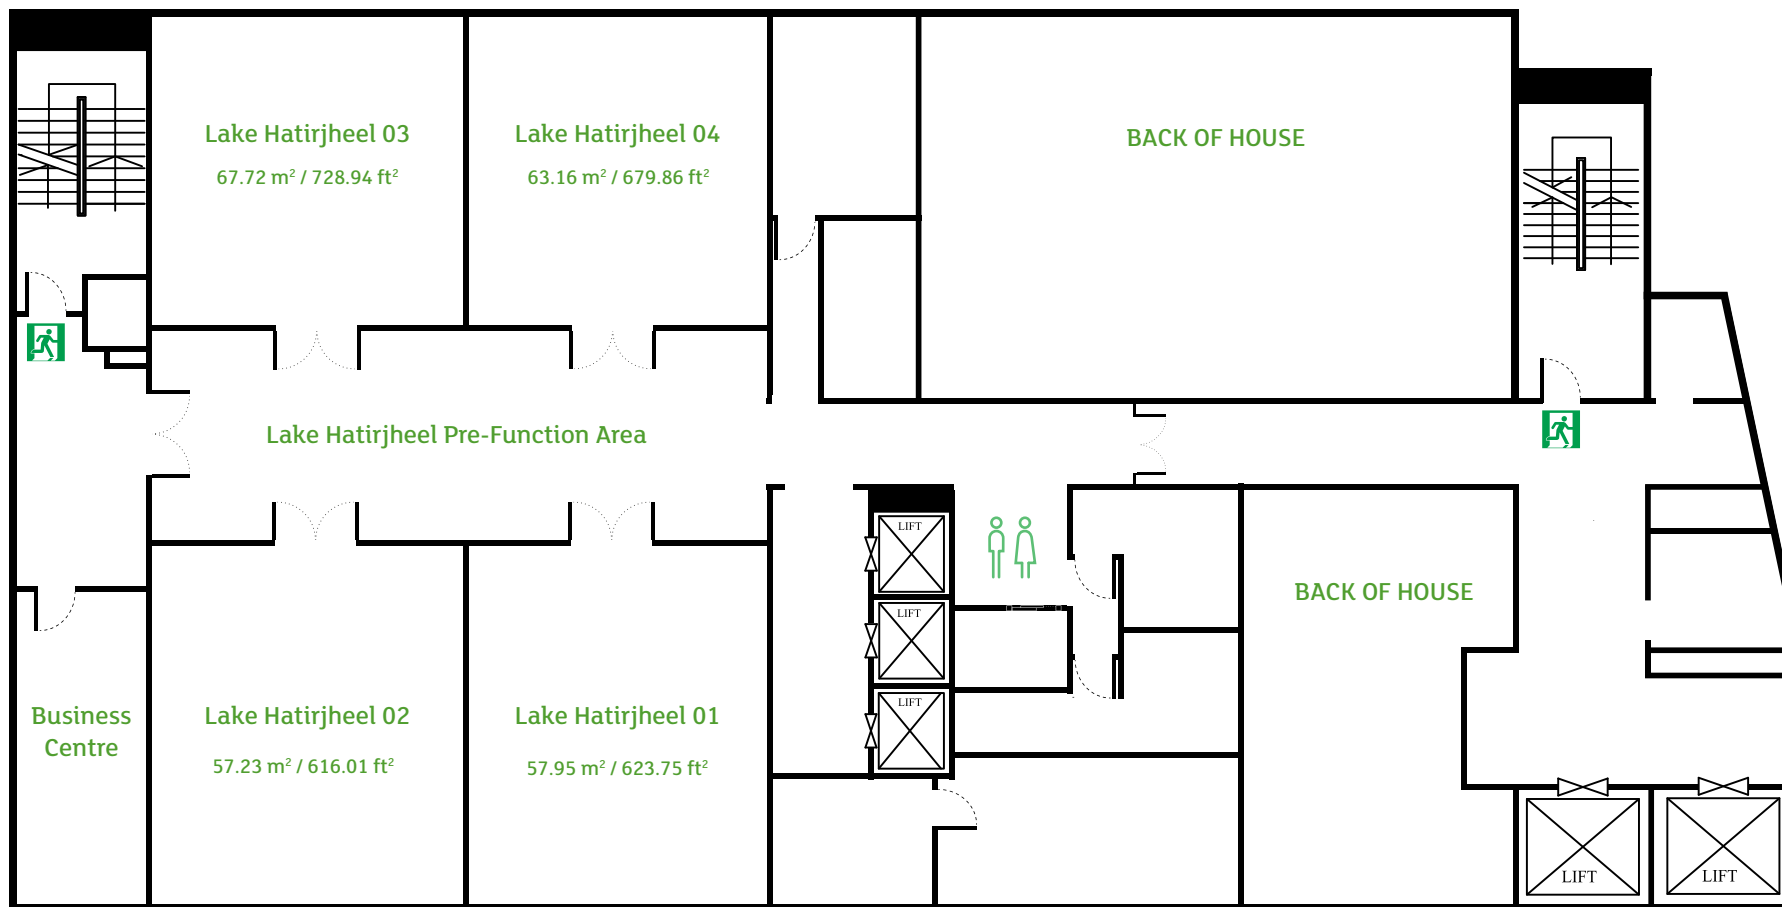 Lake Hatirjheel 03
67.72 m² / 728.94 ft²
Lake Hatirjheel 04
63.16 m² / 679.86 ft²
BACK OF HOUSE
Lake Hatirjheel Pre-Function Area
LIFT
LIFT
LIFT
BACK OF HOUSE
Business
Centre
Lake Hatirjheel 02
57.23 m² / 616.01 ft²
Lake Hatirjheel 01
57.95 m² / 623.75 ft²
LIFT
LIFT